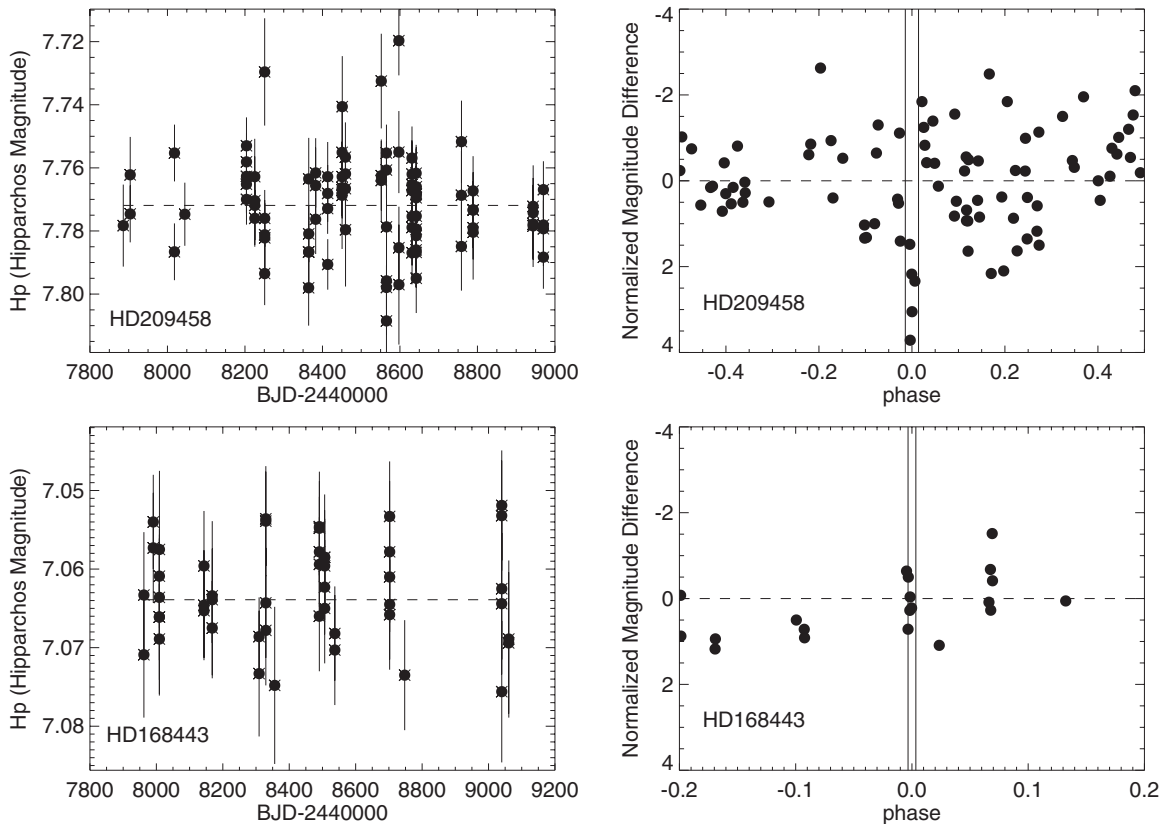 Hp (Hipparchos Magnitude)
7.72
7.74
7.76
7.78
7.80
HD209458
7800 8000 8200 8400 8600 8800 9000
BJD-2440000
Normalized Magnitude Difference
-4
-2
0
2
4
HD209458
-0.4 -0.2 0.0 0.2 0.4
phase
Hp (Hipparchos Magnitude)
7.05
7.06
7.07
7.08
HD168443
7800 8000 8200 8400 8600 8800 9000 9200
BJD-2440000
Normalized Magnitude Difference
-4
-2
0
2
4
HD168443
-0.2 -0.1 0.0 0.1 0.2
phase